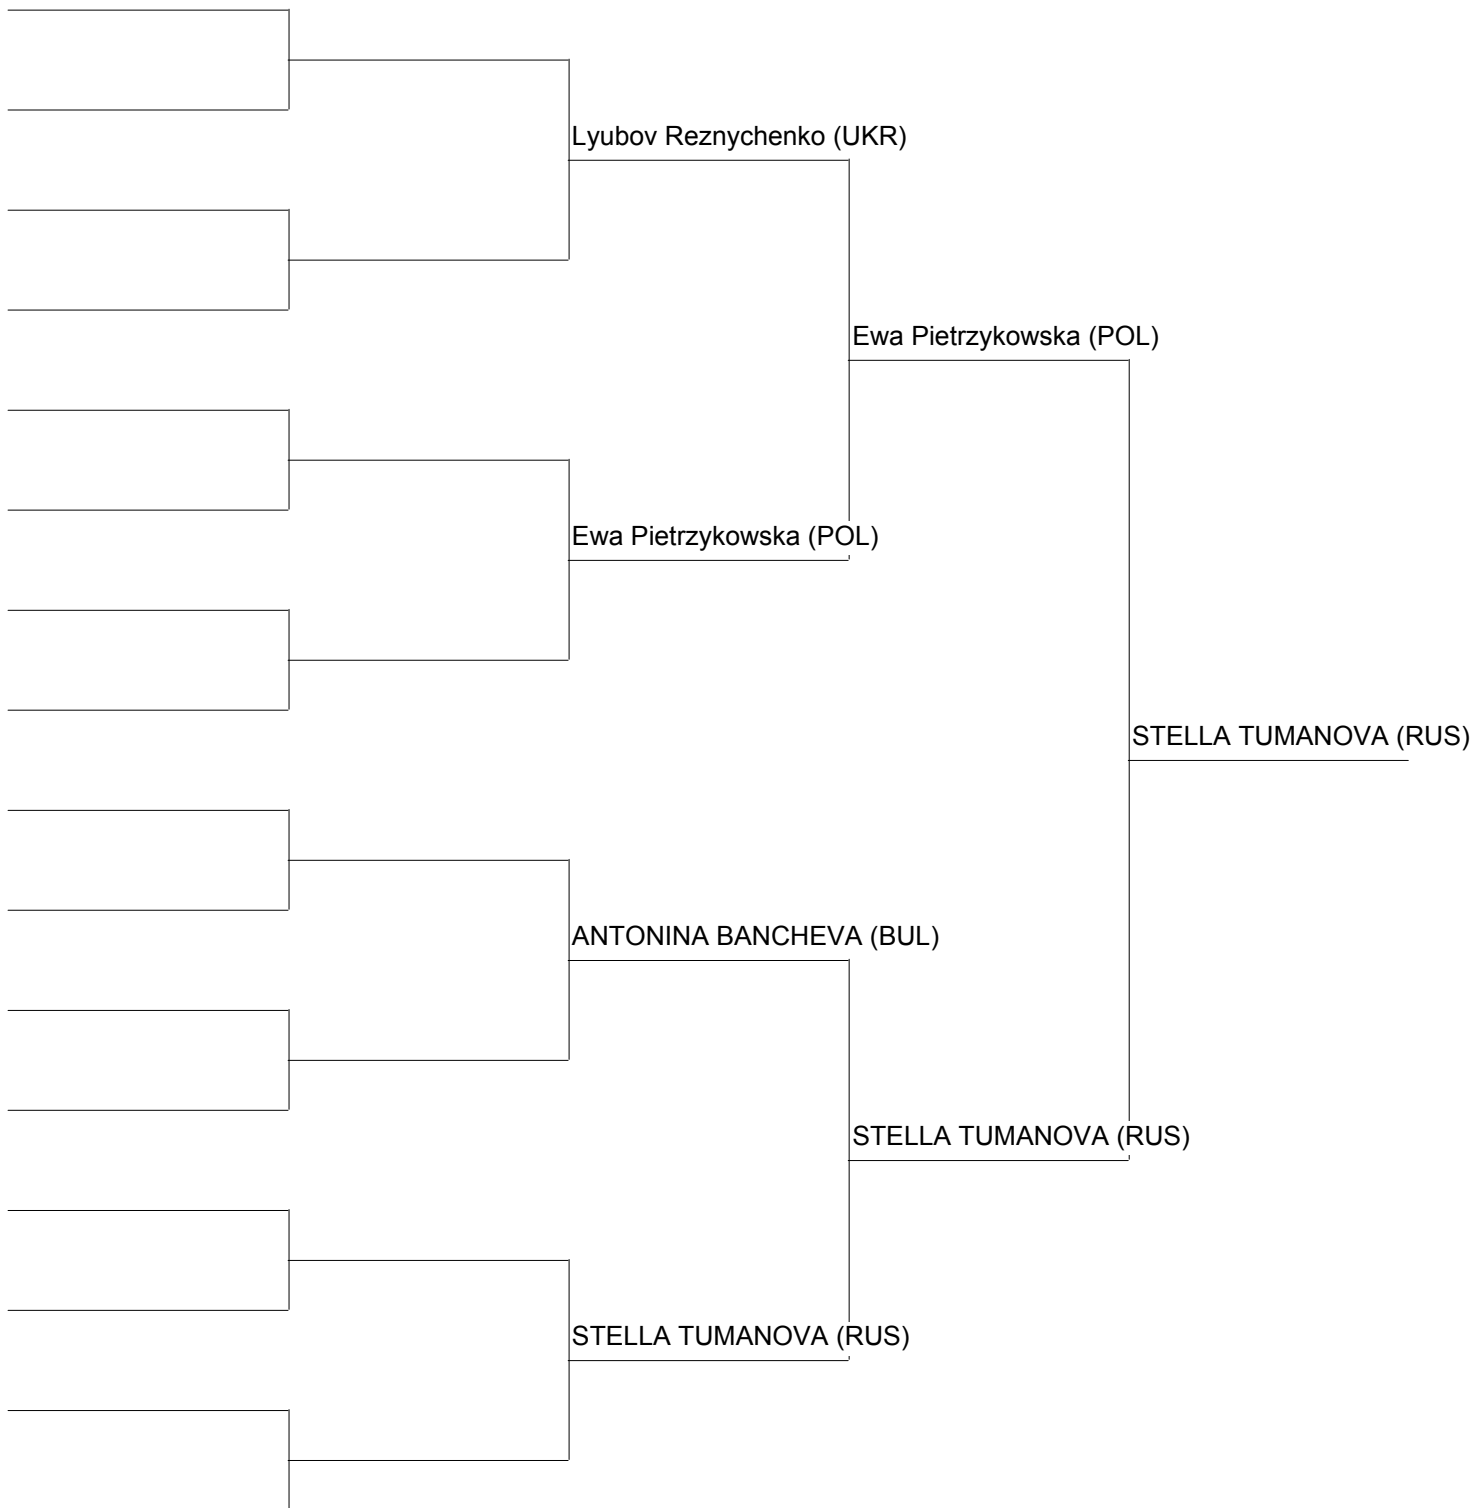 Lyubov Reznychenko (UKR)
Ewa Pietrzykowska (POL)
Ewa Pietrzykowska (POL)
STELLA TUMANOVA (RUS)
ANTONINA BANCHEVA (BUL)
STELLA TUMANOVA (RUS)
STELLA TUMANOVA (RUS)